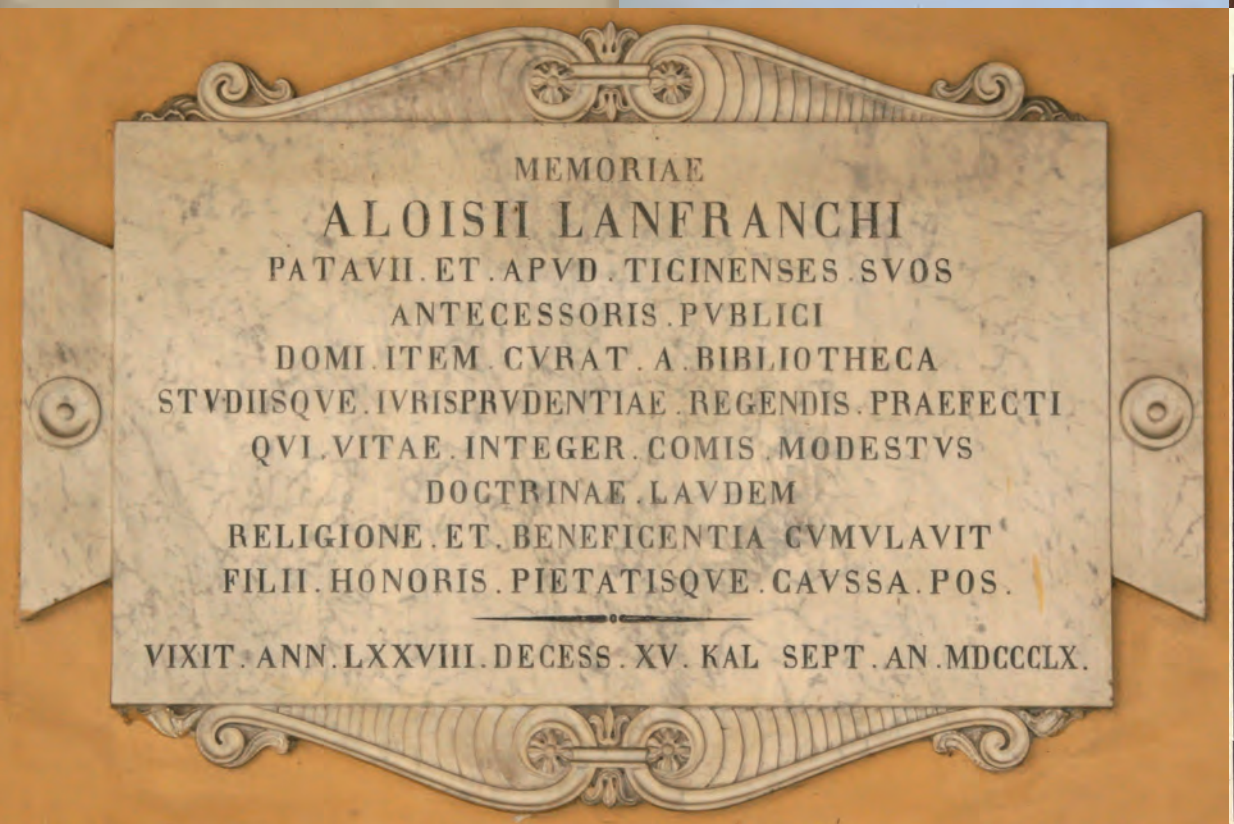 MEMORIAE
ALOISII LANFRANCHI
PATAVII.ET.APVD.TICINENSES.SVOS
ANTECESSORIS.PVBLICI
DOMI.ITEM.CVRAT.A.BIBLIOTHECA
STVDIISQVE.IVRISPRVDENTIAE.REGENDIS.PRAEFECTI
QVI.VITAE.INTEGER.COMIS.MODESTVS
DOCTRINAE.LAVDEM
RELIGIONE.ET.BENEFICENTIA CVMVLAVIT
FILII.HONORIS.PIETATISQVE.CAVSSA.POS.
VIXIT.ANN.LXXVIII.DECESS.XV.KAL SEPT.AN.MDCCCLX.